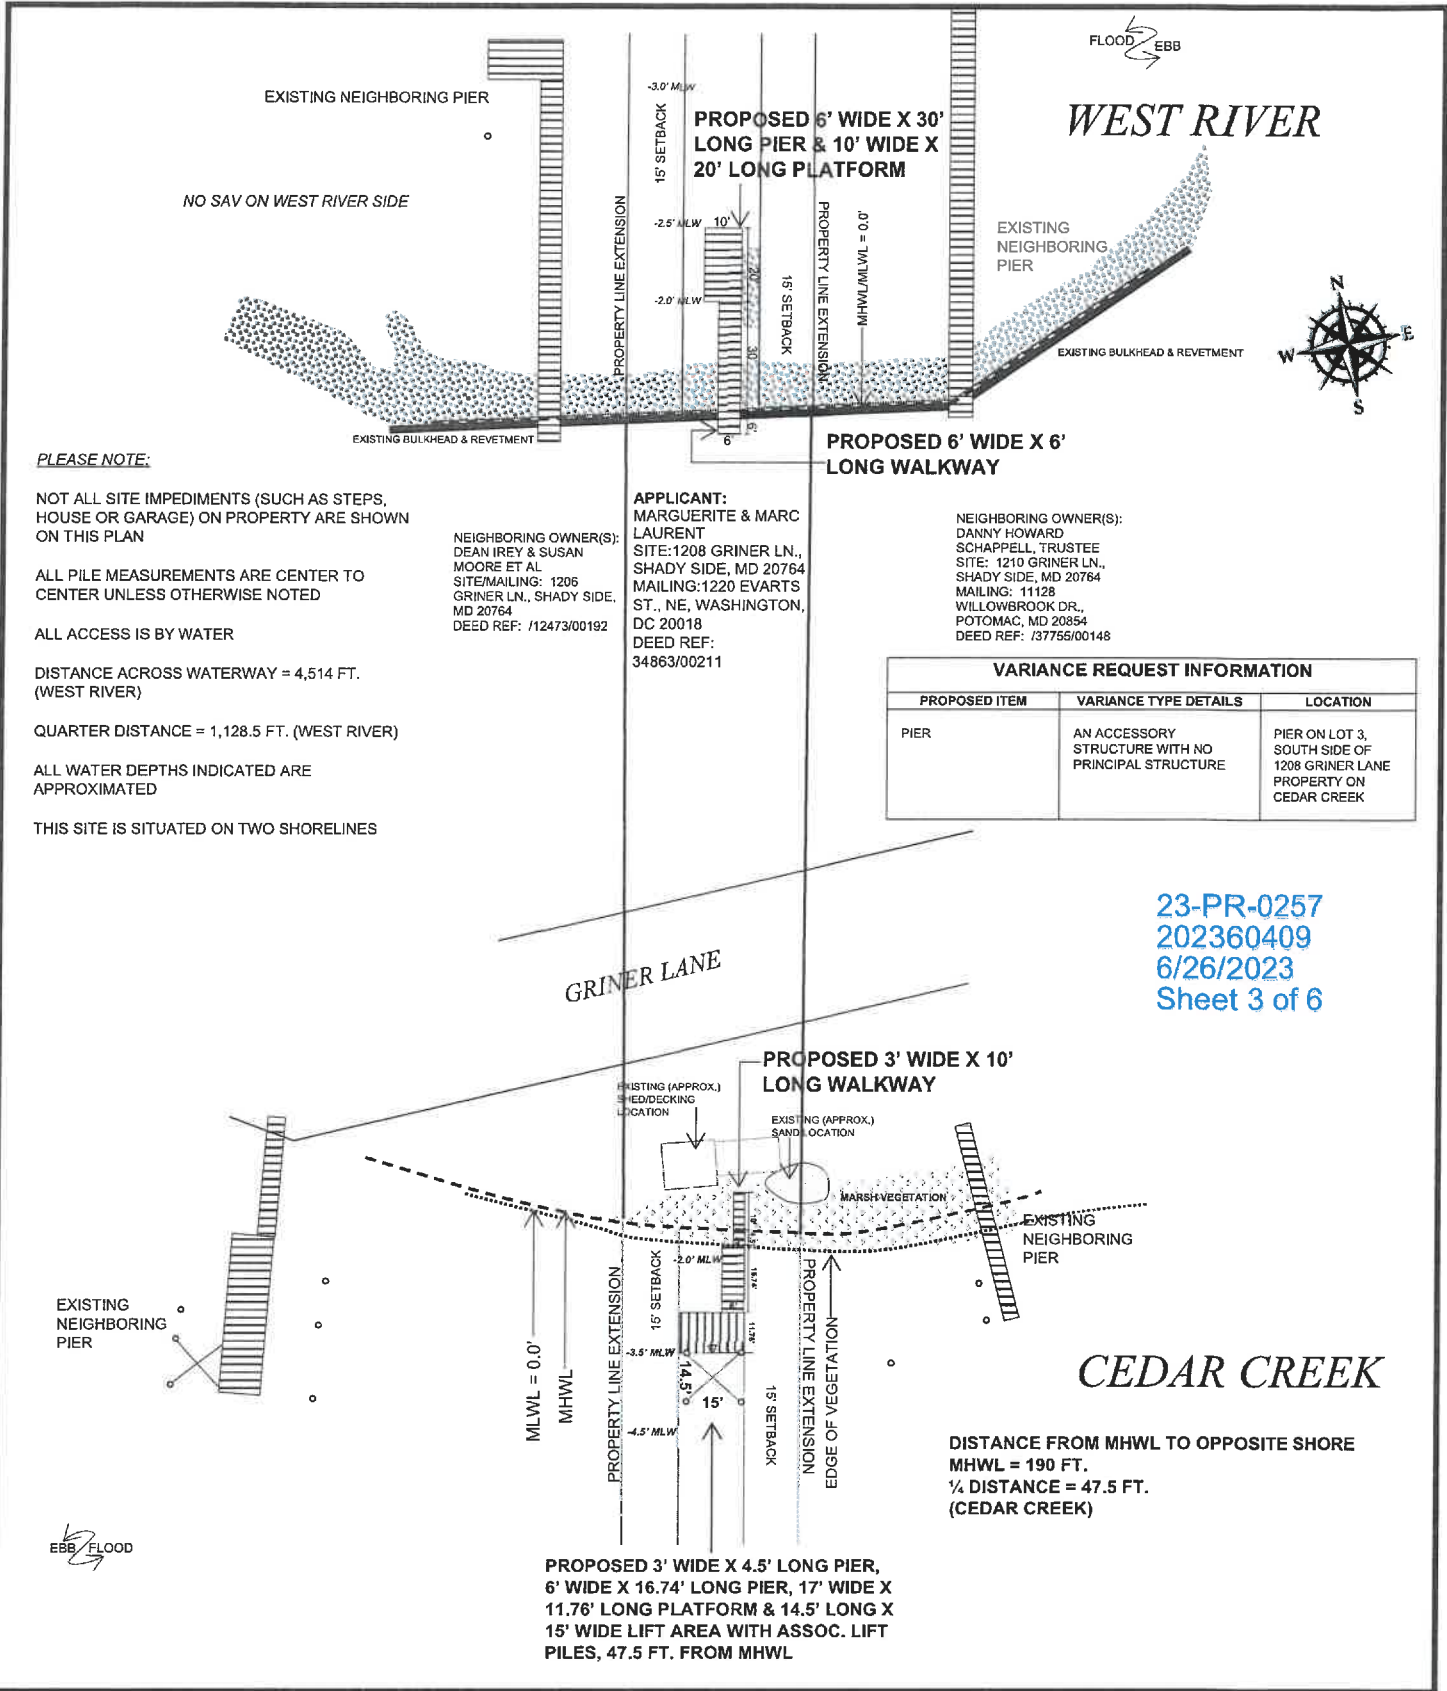 FLOOD EBB
WEST RIVER
EXISTING NEIGHBORING PIER
NO SAV ON WEST RIVER SIDE
-3.0' MLW
15' SETBACK
PROPOSED 6' WIDE X 30'
LONG PIER & 10' WIDE X
20' LONG PLATFORM
PROPERTY LINE EXTENSION
-2.5' MLW
10'
20'
-2.0' MLW
30'
15' SETBACK
PROPERTY LINE EXTENSION
MHWL/MLWL = 0.0'
EXISTING
NEIGHBORING
PIER
N
W
E
S
EXISTING BULKHEAD & REVETMENT
EXISTING BULKHEAD & REVETMENT
6'
6'
PROPOSED 6' WIDE X 6'
LONG WALKWAY
PLEASE NOTE:
NOT ALL SITE IMPEDIMENTS (SUCH AS STEPS,
HOUSE OR GARAGE) ON PROPERTY ARE SHOWN
ON THIS PLAN
ALL PILE MEASUREMENTS ARE CENTER TO
CENTER UNLESS OTHERWISE NOTED
ALL ACCESS IS BY WATER
DISTANCE ACROSS WATERWAY = 4,514 FT.
(WEST RIVER)
QUARTER DISTANCE = 1,128.5 FT. (WEST RIVER)
ALL WATER DEPTHS INDICATED ARE
APPROXIMATED
THIS SITE IS SITUATED ON TWO SHORELINES
NEIGHBORING OWNER(S):
DEAN IREY & SUSAN
MOORE ET AL
SITE/MAILING: 1206
GRINER LN., SHADY SIDE,
MD 20764
DEED REF: /12473/00192
APPLICANT:
MARGUERITE & MARC
LAURENT
SITE:1208 GRINER LN.,
SHADY SIDE, MD 20764
MAILING:1220 EVARTS
ST., NE, WASHINGTON,
DC 20018
DEED REF:
34863/00211
NEIGHBORING OWNER(S):
DANNY HOWARD
SCHAPPELL, TRUSTEE
SITE: 1210 GRINER LN.,
SHADY SIDE, MD 20764
MAILING: 11128
WILLOWBROOK DR.,
POTOMAC, MD 20854
DEED REF: /37755/00148
VARIANCE REQUEST INFORMATION
PROPOSED ITEM
VARIANCE TYPE DETAILS
LOCATION
PIER
AN ACCESSORY
STRUCTURE WITH NO
PRINCIPAL STRUCTURE
PIER ON LOT 3,
SOUTH SIDE OF
1208 GRINER LANE
PROPERTY ON
CEDAR CREEK
23-PR-0257
202360409
6/26/2023
Sheet 3 of 6
GRINER LANE
PROPOSED 3' WIDE X 10'
LONG WALKWAY
EXISTING (APPROX.)
SHED/DECKING
LOCATION
EXISTING (APPROX.)
SAND LOCATION
MARSH VEGETATION
EXISTING
NEIGHBORING
PIER
10'
-2.0' MLW
16.74'
6'
11.76'
17'
-3.5' MLW
14.5'
15'
-4.5' MLW
15' SETBACK
15' SETBACK
PROPERTY LINE EXTENSION
PROPERTY LINE EXTENSION
EDGE OF VEGETATION
MLWL = 0.0'
MHWL
EXISTING
NEIGHBORING
PIER
CEDAR CREEK
DISTANCE FROM MHWL TO OPPOSITE SHORE
MHWL = 190 FT.
¼ DISTANCE = 47.5 FT.
(CEDAR CREEK)
EBB FLOOD
PROPOSED 3' WIDE X 4.5' LONG PIER,
6' WIDE X 16.74' LONG PIER, 17' WIDE X
11.76' LONG PLATFORM & 14.5' LONG X
15' WIDE LIFT AREA WITH ASSOC. LIFT
PILES, 47.5 FT. FROM MHWL